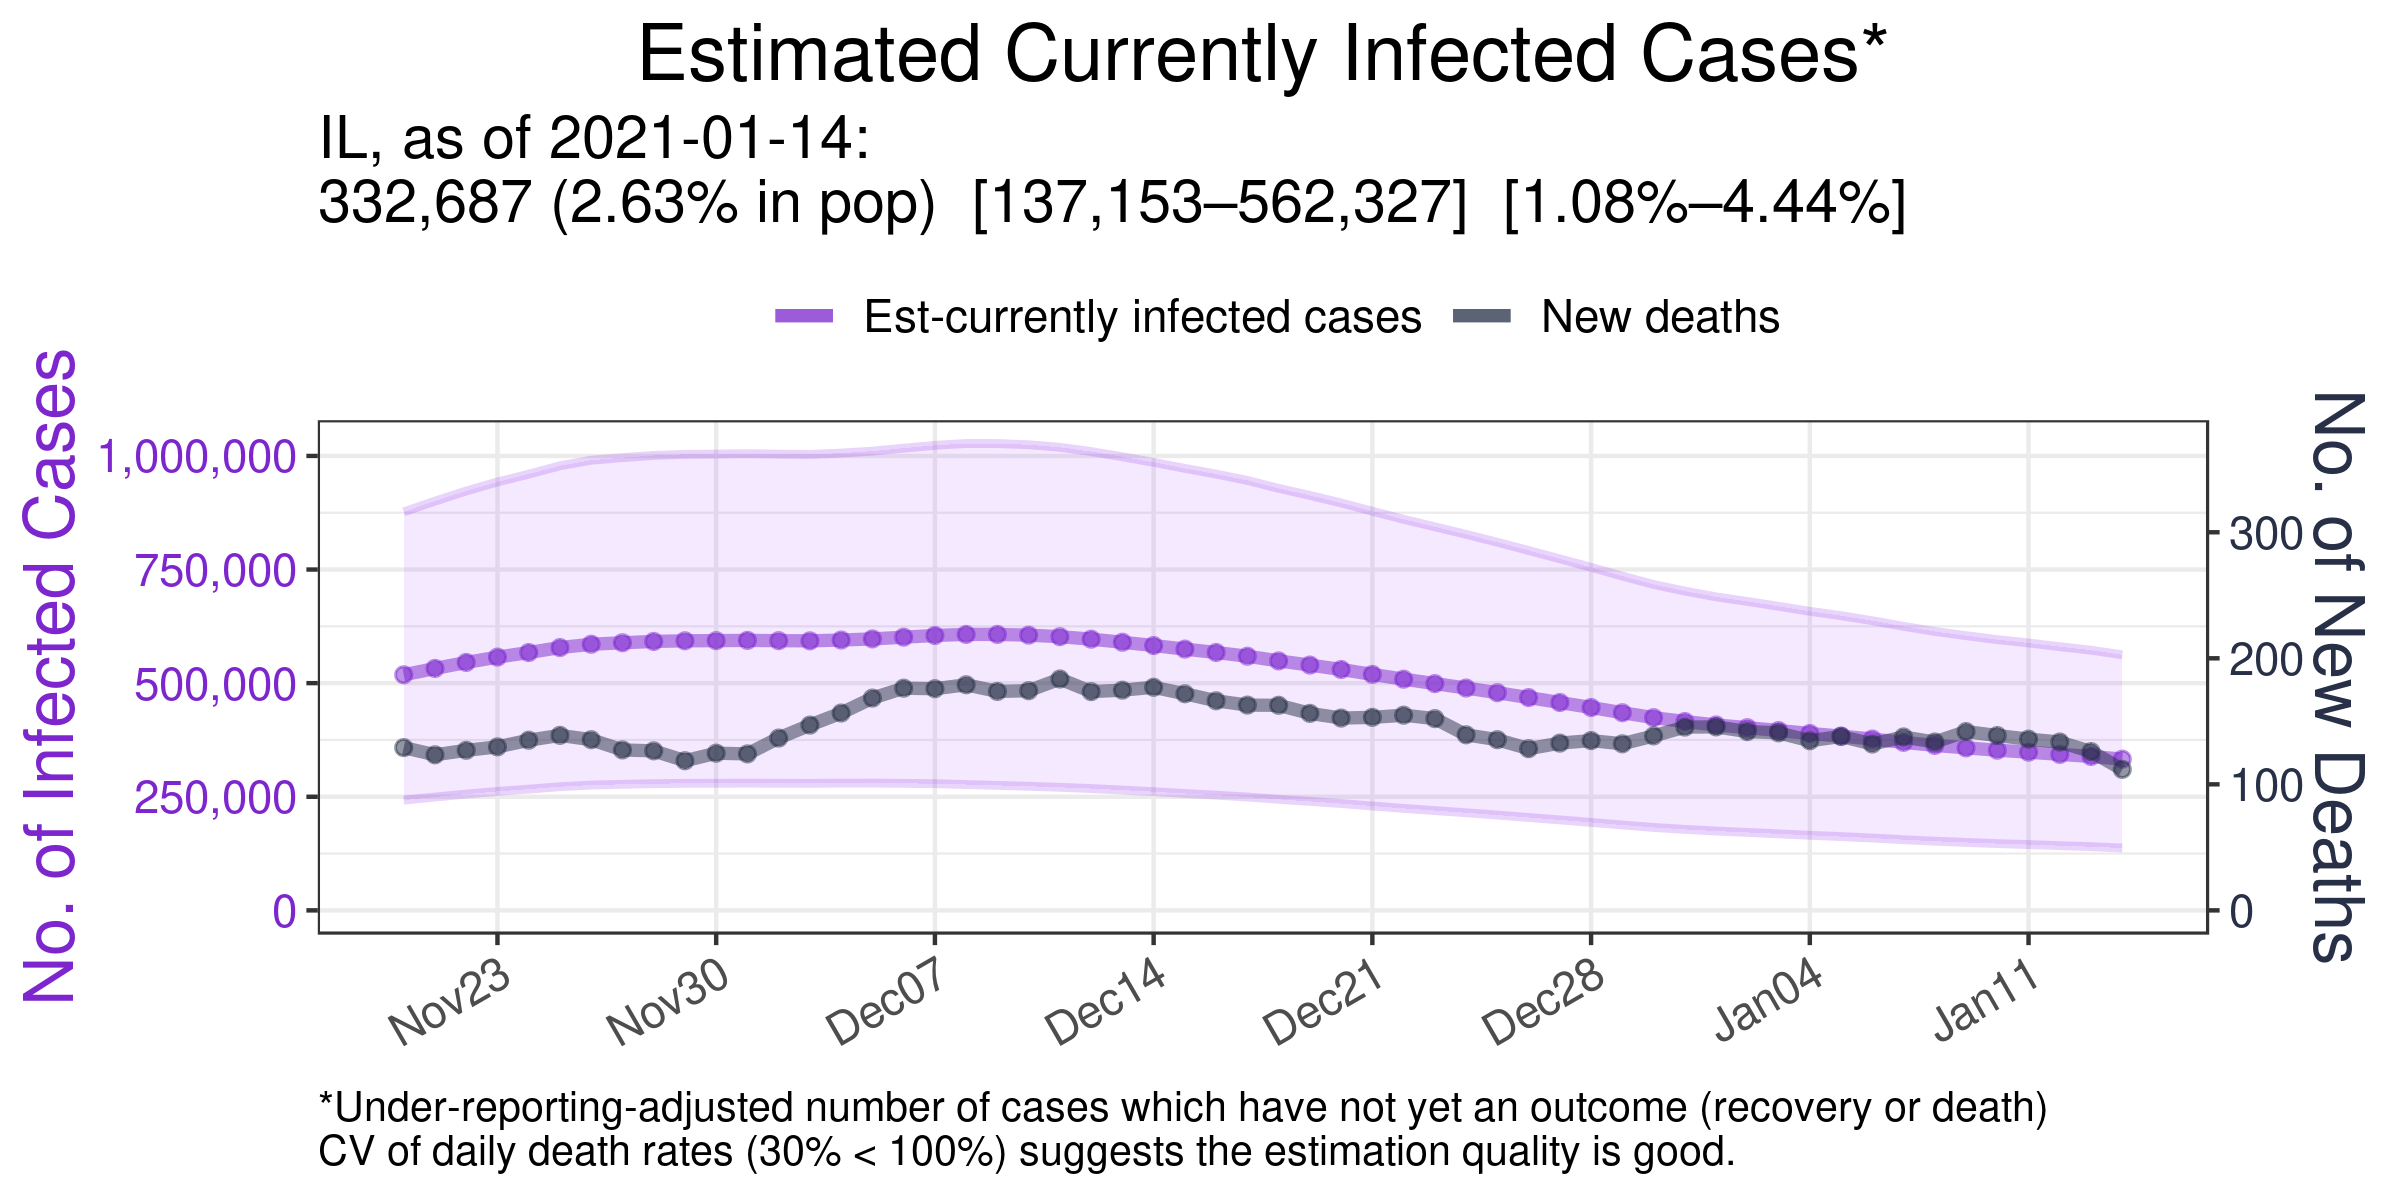 Estimated Currently Infected Cases*
IL, as of 2021-01-14:
332,687 (2.63% in pop)  [137,153–562,327]  [1.08%–4.44%]
Est-currently infected cases
New deaths
No. of Infected Cases
1,000,000
750,000
500,000
250,000
0
300
200
100
0
No. of New Deaths
Nov23
Nov30
Dec07
Dec14
Dec21
Dec28
Jan04
Jan11
*Under-reporting-adjusted number of cases which have not yet an outcome (recovery or death)
CV of daily death rates (30% < 100%) suggests the estimation quality is good.